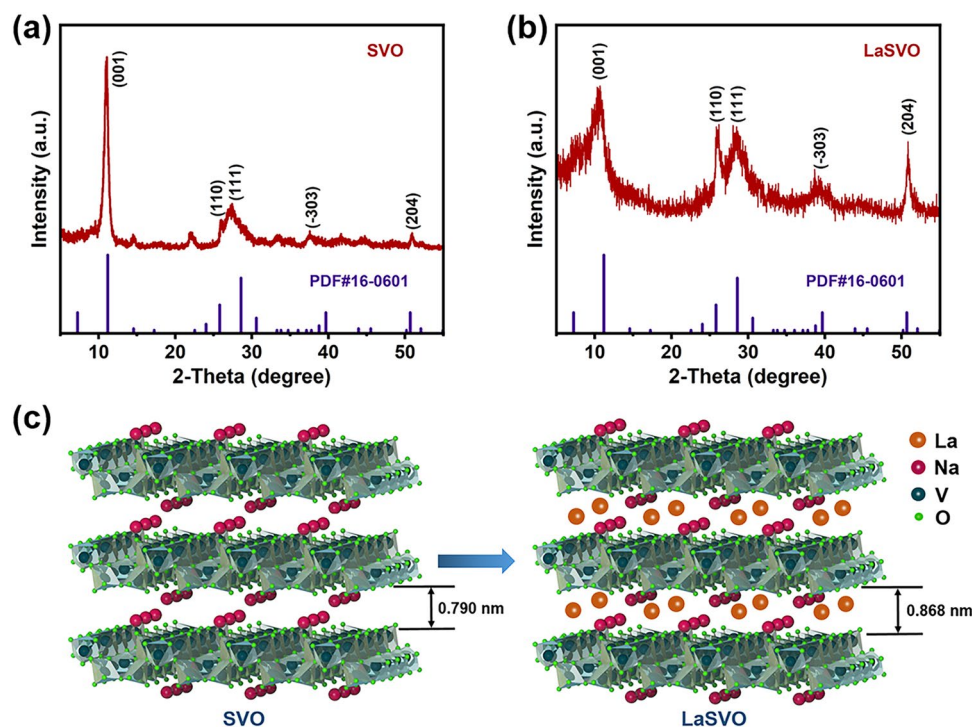 (a)
SVO
(001)
(110)
(111)
(-303)
(204)
Intensity (a.u.)
PDF#16-0601
10 20 30 40 50
2-Theta (degree)
(b)
LaSVO
(001)
(110)
(111)
(-303)
(204)
Intensity (a.u.)
PDF#16-0601
10 20 30 40 50
2-Theta (degree)
(c)
0.790 nm
SVO
La
Na
V
O
0.868 nm
LaSVO